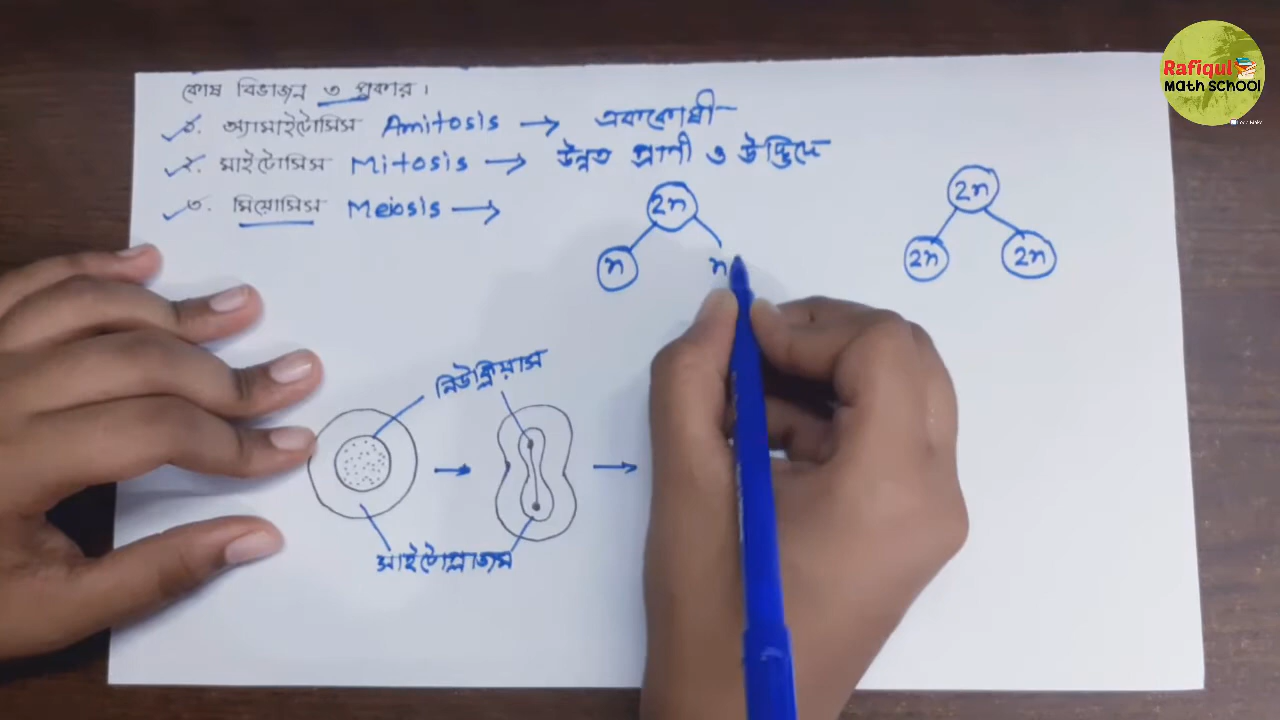 কোষ বিভাজন ৩ প্রকার।
১. অ্যামাইটোসিস Amitosis → এককোষী
২. মাইটোসিস Mitosis → উন্নত প্রাণী ও উদ্ভিদে
৩. মিয়োসিস Meiosis →
2n
n n
2n
2n 2n
নিউক্লিয়াস
সাইটোপ্লাজম
Rafiqul
Math School